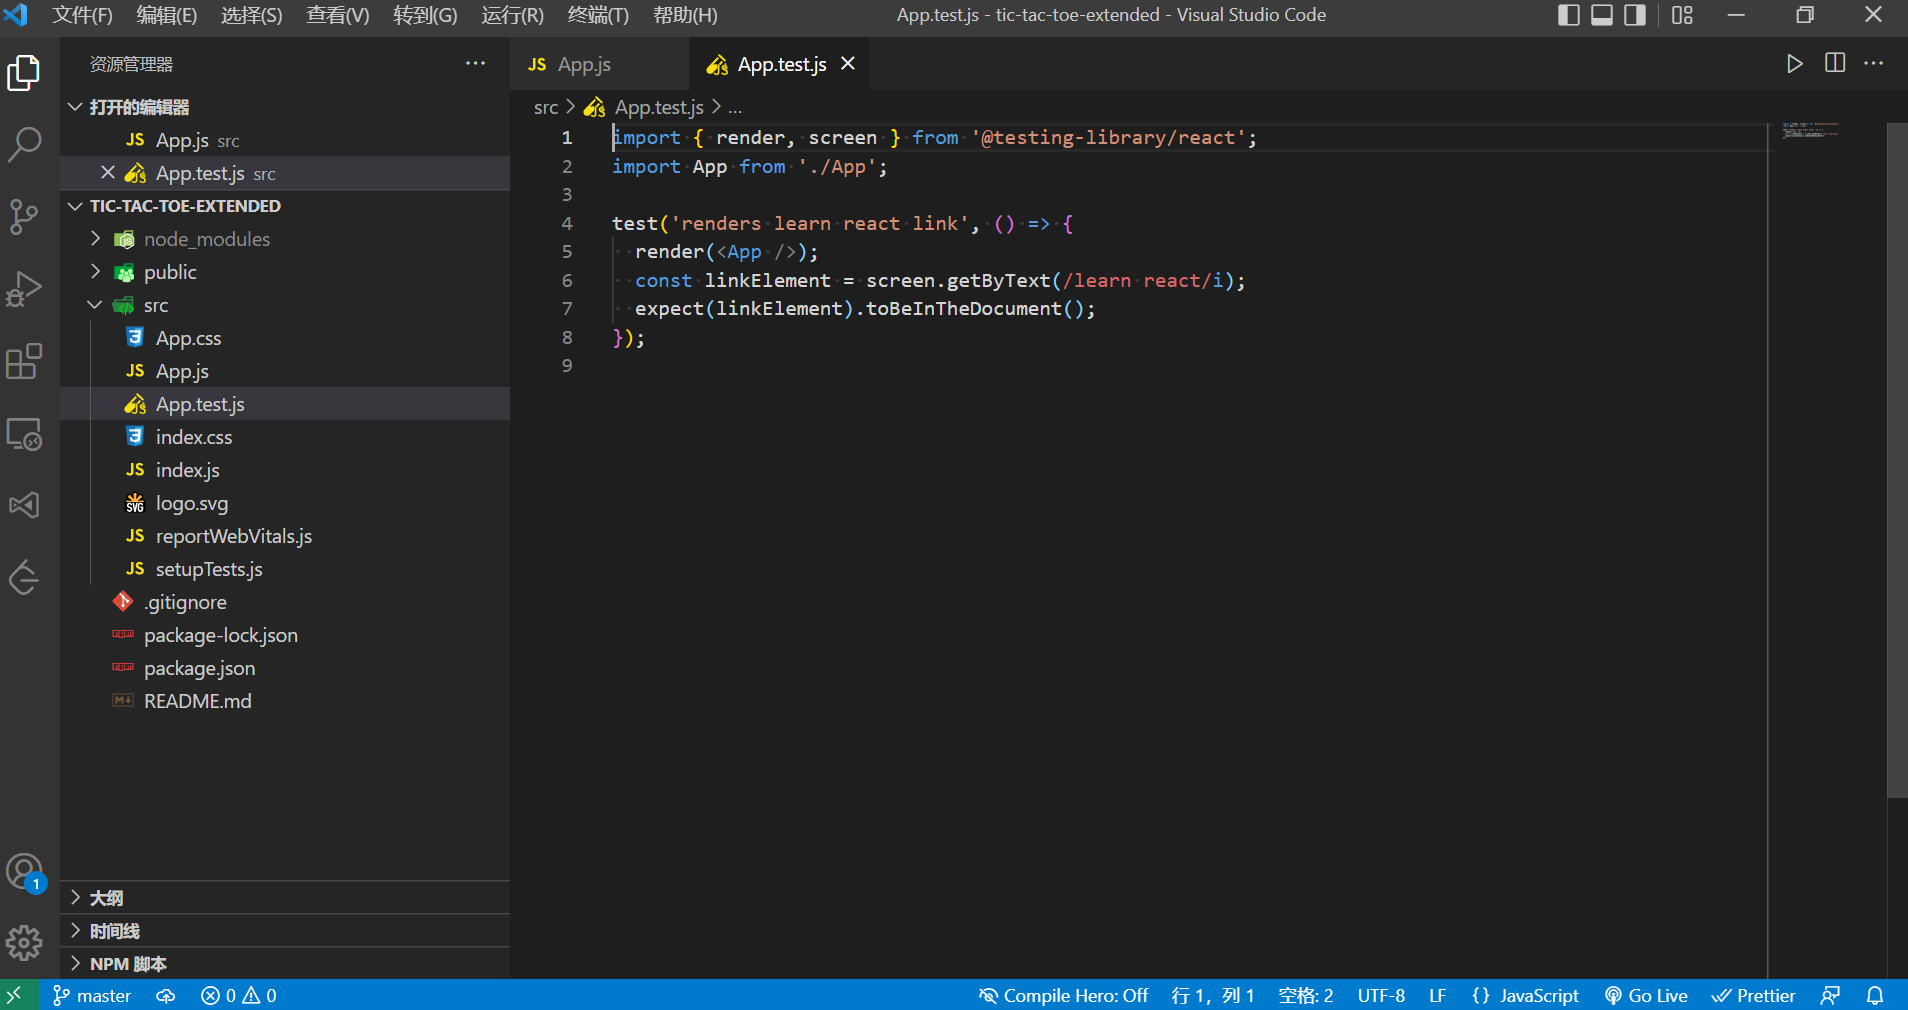 文件(F) 编辑(E) 选择(S) 查看(V) 转到(G) 运行(R) 终端(T) 帮助(H) App.test.js - tic-tac-toe-extended - Visual Studio Code
资源管理器
打开的编辑器
JS App.js src
App.test.js src
TIC-TAC-TOE-EXTENDED
node_modules
public
src
App.css
JS App.js
App.test.js
index.css
JS index.js
SVG logo.svg
JS reportWebVitals.js
JS setupTests.js
.gitignore
package-lock.json
package.json
README.md
大纲
时间线
NPM 脚本
1
JS App.js App.test.js
src > App.test.js > ...
1 import { render, screen } from '@testing-library/react';
2 import App from './App';
3
4 test('renders learn react link', () => {
5 render(<App />);
6 const linkElement = screen.getByText(/learn react/i);
7 expect(linkElement).toBeInTheDocument();
8 });
9
master 0 0 Compile Hero: Off 行 1，列 1 空格: 2 UTF-8 LF {} JavaScript Go Live Prettier